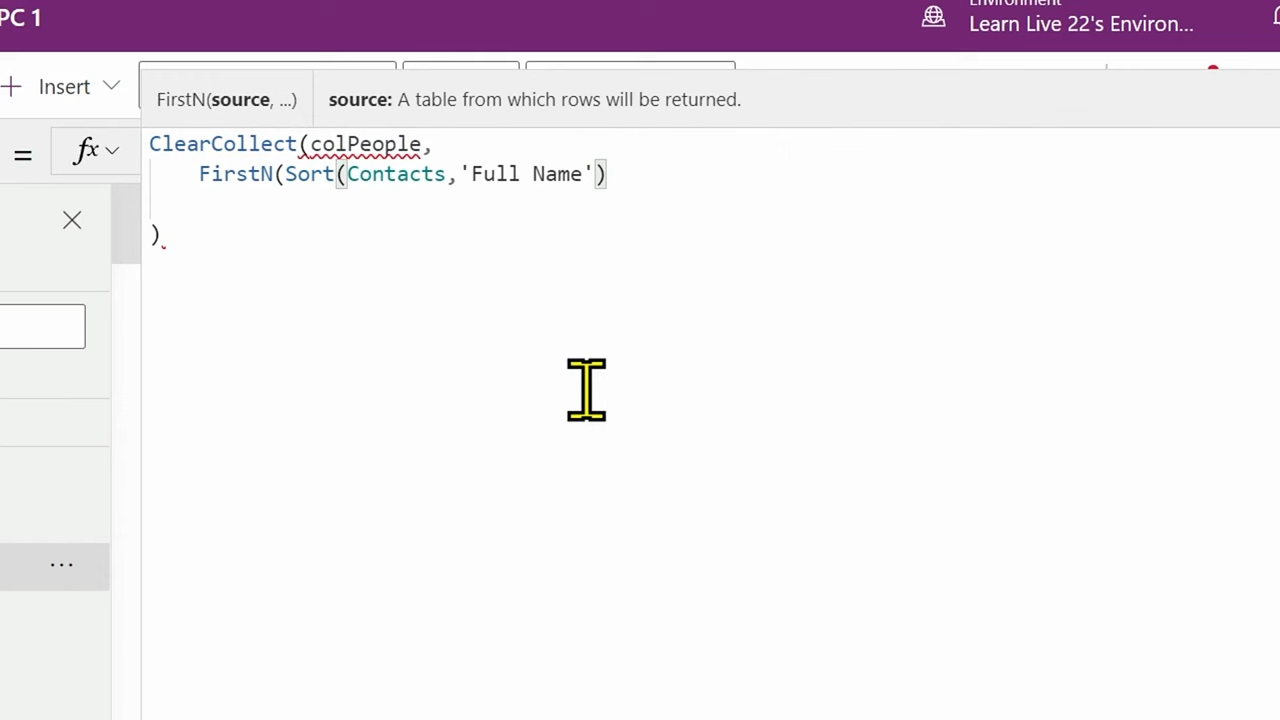 PC 1
Environment
Learn Live 22's Environ...
Insert
FirstN(source, ...)
source: A table from which rows will be returned.
=
fx
ClearCollect(colPeople,
FirstN(Sort(Contacts,'Full Name')
)
...